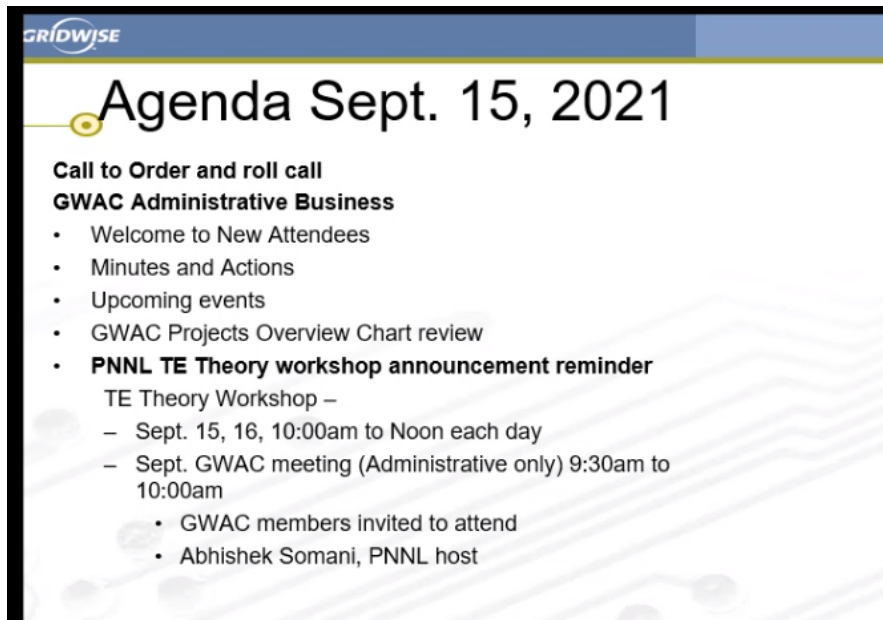 GRIDWISE
Agenda Sept. 15, 2021
Call to Order and roll call
GWAC Administrative Business
• Welcome to New Attendees
• Minutes and Actions
• Upcoming events
• GWAC Projects Overview Chart review
• PNNL TE Theory workshop announcement reminder
TE Theory Workshop –
– Sept. 15, 16, 10:00am to Noon each day
– Sept. GWAC meeting (Administrative only) 9:30am to
10:00am
• GWAC members invited to attend
• Abhishek Somani, PNNL host